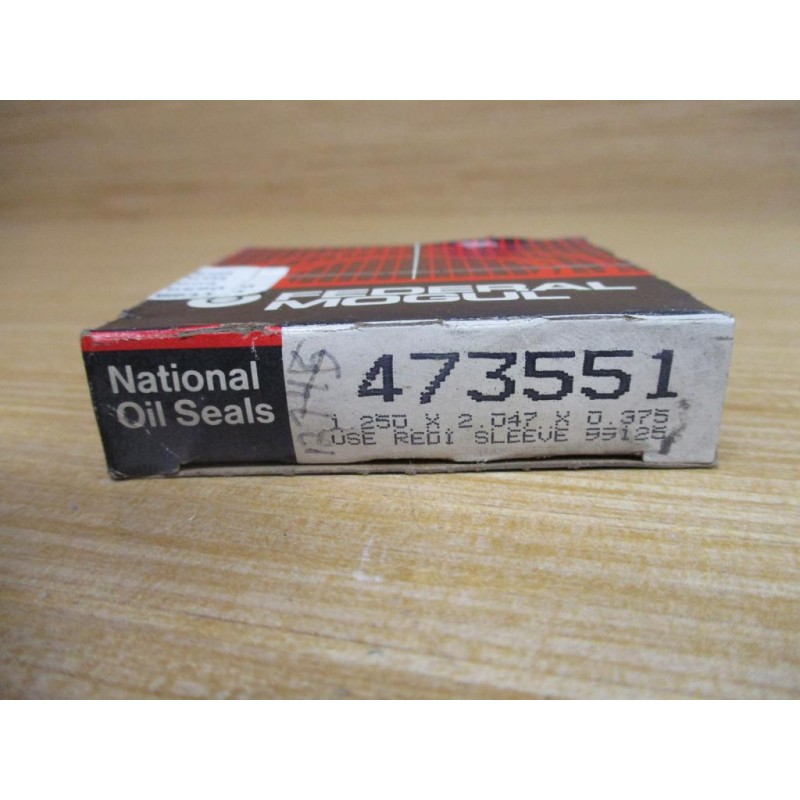 FEDERAL
MOGUL
National
Oil Seals
473551
1.250 X 2.047 X 0.375
USE REDI SLEEVE 99125